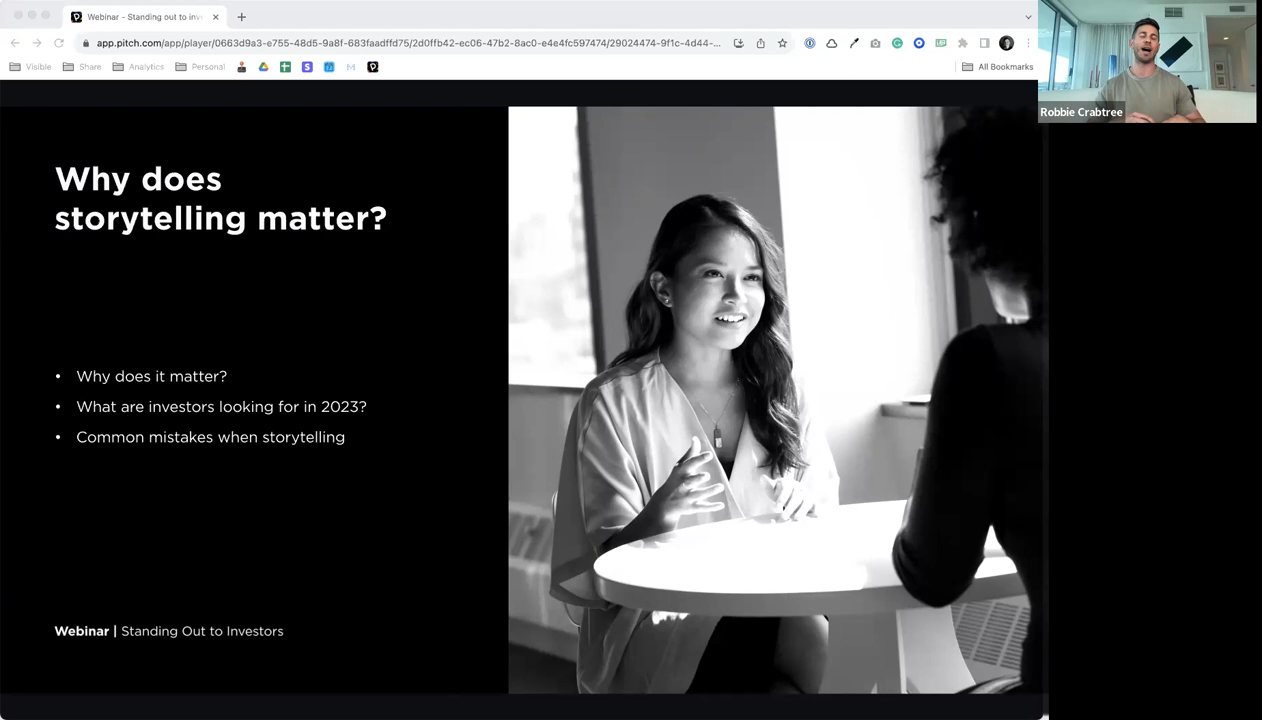 Webinar - Standing out to inv
app.pitch.com/app/player/0663d9a3-e755-48d5-9a8f-683faadffd75/2d0ffb42-ec06-47b2-8ac0-e4e4fc597474/29024474-9f1c-4d44-...
Visible Share Analytics Personal All Bookmarks
Robbie Crabtree
Why does
storytelling matter?
• Why does it matter?
• What are investors looking for in 2023?
• Common mistakes when storytelling
Webinar | Standing Out to Investors